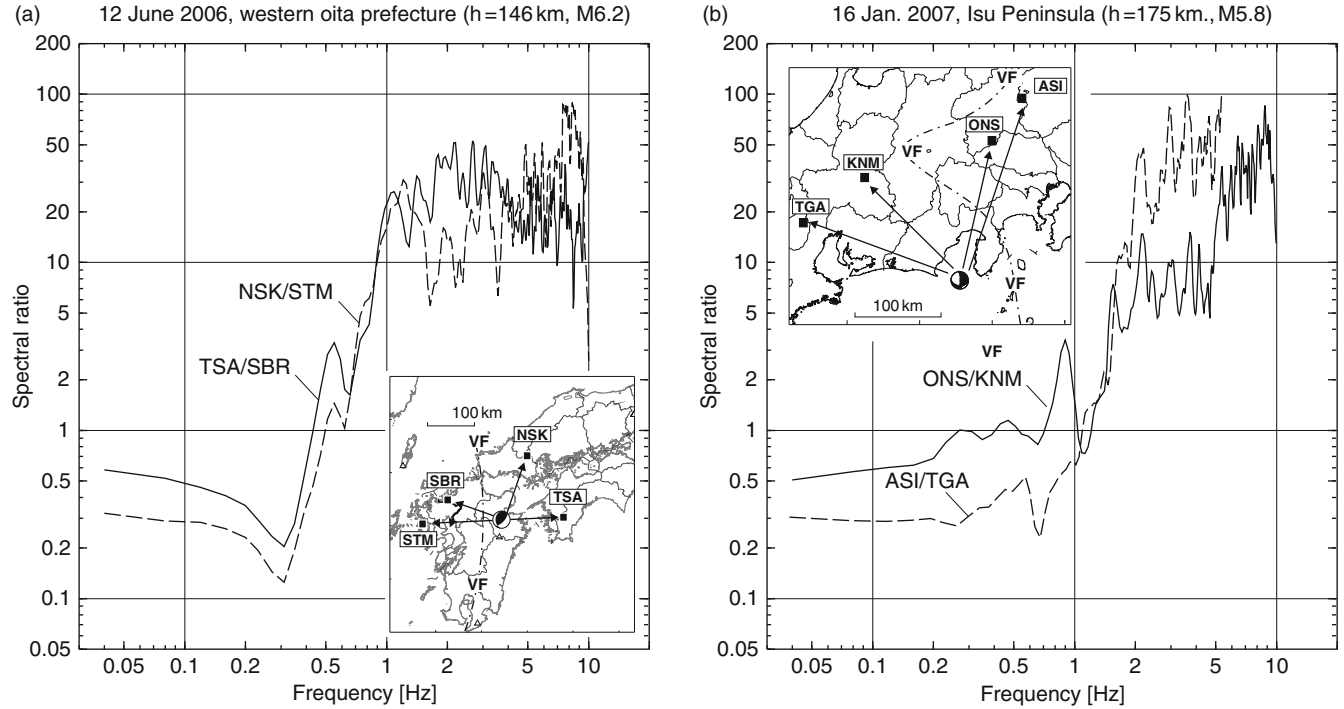 (a) 12 June 2006, western oita prefecture (h=146 km, M6.2)
200
100
50
20
10
5
2
1
0.5
0.2
0.1
0.05
Spectral ratio
NSK/STM
TSA/SBR
100 km
VF
NSK
SBR
TSA
STM
VF
0.05 0.1 0.5 1 2 5 10
Frequency [Hz]
(b) 16 Jan. 2007, Isu Peninsula (h=175 km., M5.8)
200
100
50
20
10
5
2
1
0.5
0.2
0.1
0.05
Spectral ratio
VF
ASI
ONS
VF
KNM
TGA
VF
100 km
VF
ONS/KNM
ASI/TGA
0.05 0.1 0.5 1 2 5 10
Frequency [Hz]